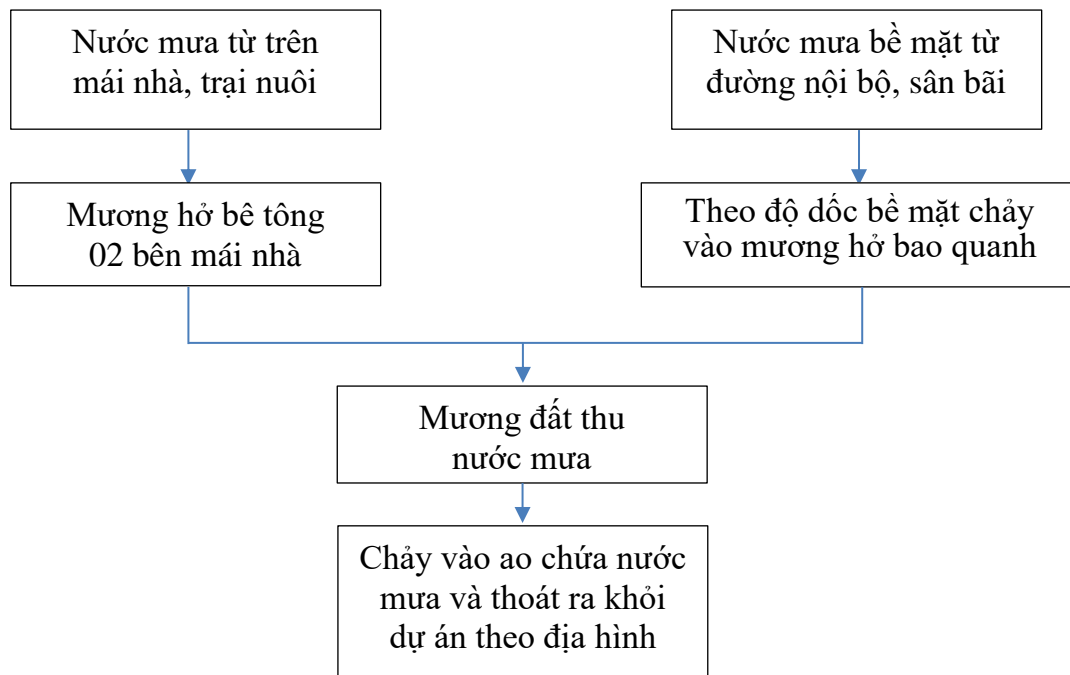 Nước mưa từ trên
mái nhà, trại nuôi
Nước mưa bề mặt từ
đường nội bộ, sân bãi
Mương hở bê tông
02 bên mái nhà
Theo độ dốc bề mặt chảy
vào mương hở bao quanh
Mương đất thu
nước mưa
Chảy vào ao chứa nước
mưa và thoát ra khỏi
dự án theo địa hình